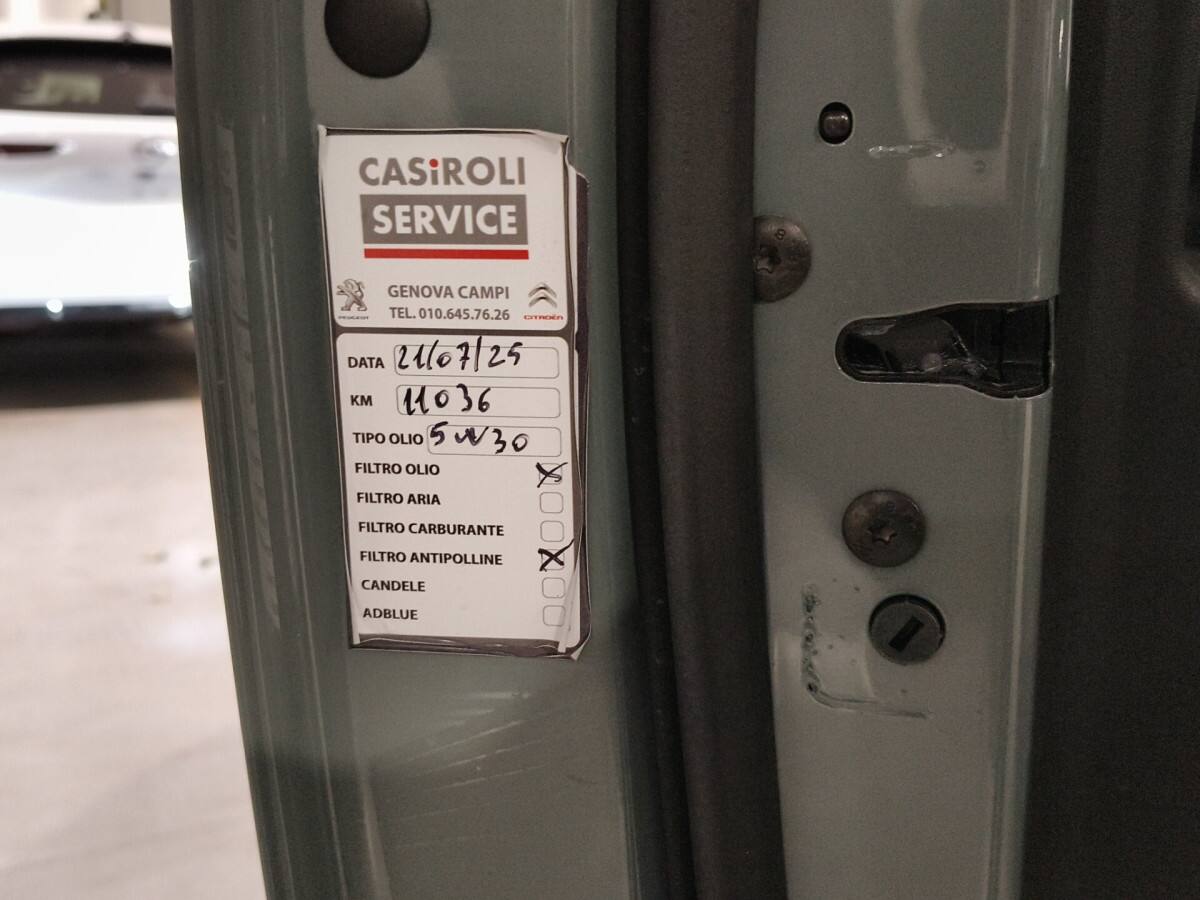 CASiROLI
SERVICE
GENOVA CAMPI
TEL. 010.645.76.26
PEUGEOT
CITROËN
DATA 21/07/25
KM 11036
TIPO OLIO 5W30
FILTRO OLIO X
FILTRO ARIA
FILTRO CARBURANTE
FILTRO ANTIPOLLINE X
CANDELE
ADBLUE
8